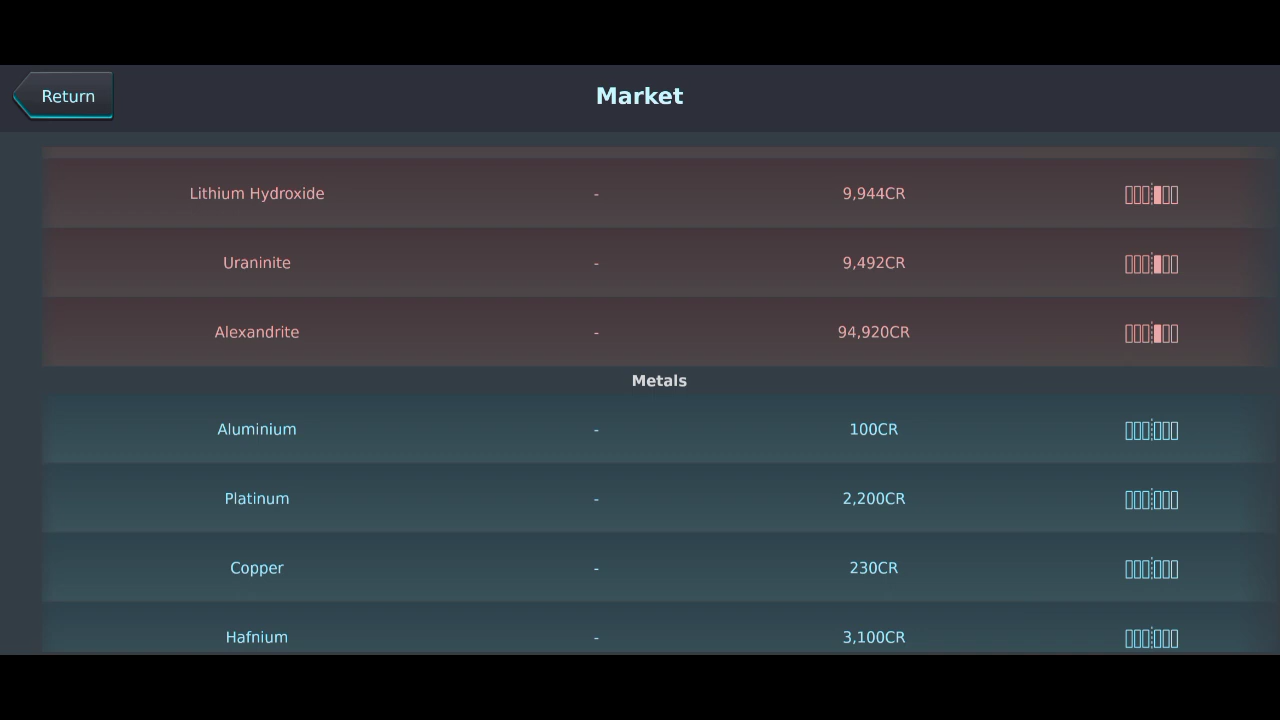 Return
Market
Lithium Hydroxide - 9,944CR
Uraninite - 9,492CR
Alexandrite - 94,920CR
Metals
Aluminium - 100CR
Platinum - 2,200CR
Copper - 230CR
Hafnium - 3,100CR